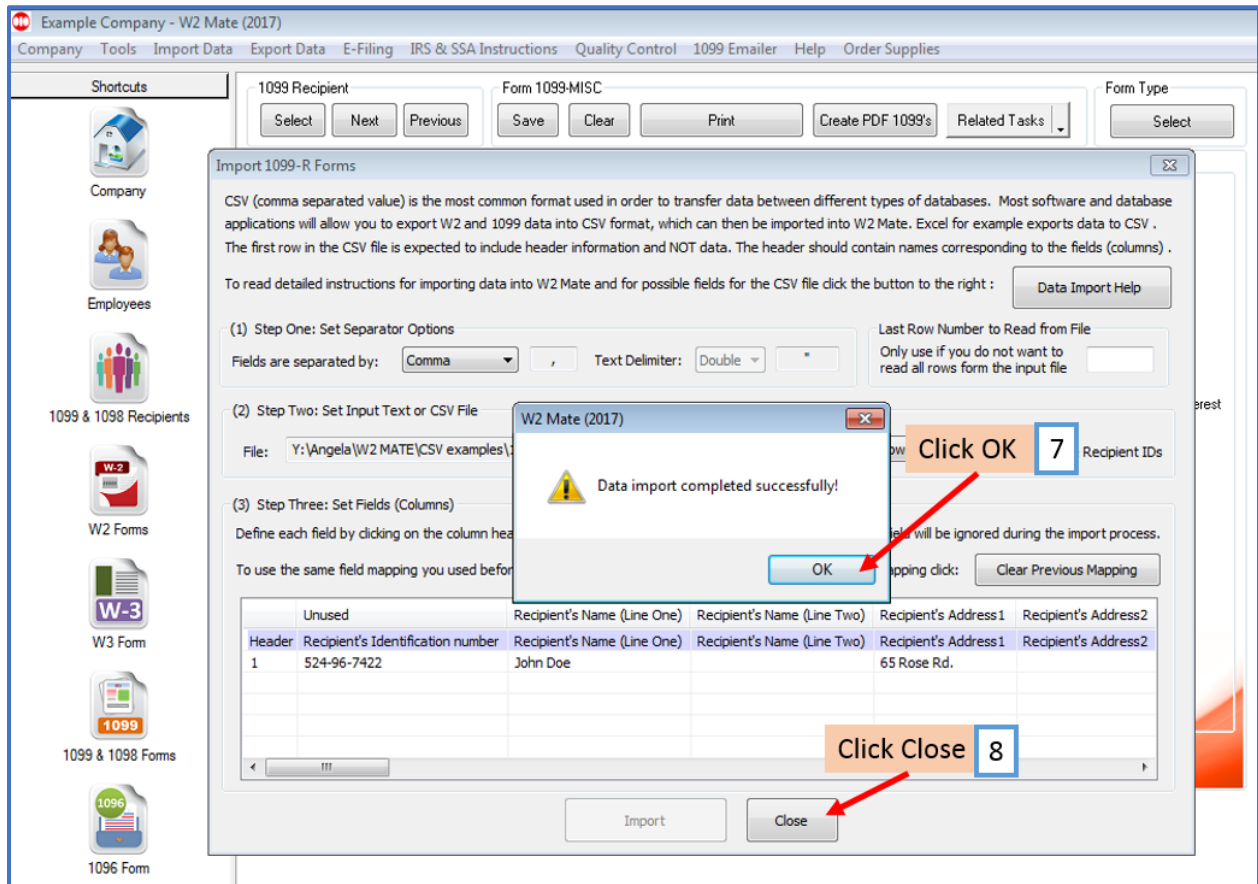 Example Company - W2 Mate (2017)
Company Tools Import Data Export Data E-Filing IRS & SSA Instructions Quality Control 1099 Emailer Help Order Supplies
Shortcuts
Company
Employees
1099 & 1098 Recipients
W-2
W2 Forms
W-3
W3 Form
1099
1099 & 1098 Forms
1096
1096 Form
1099 Recipient
Select Next Previous
Form 1099-MISC
Save Clear Print Create PDF 1099's Related Tasks
Form Type
Select
Import 1099-R Forms
CSV (comma separated value) is the most common format used in order to transfer data between different types of databases. Most software and database
applications will allow you to export W2 and 1099 data into CSV format, which can then be imported into W2 Mate. Excel for example exports data to CSV .
The first row in the CSV file is expected to include header information and NOT data. The header should contain names corresponding to the fields (columns) .
To read detailed instructions for importing data into W2 Mate and for possible fields for the CSV file click the button to the right :
Data Import Help
(1) Step One: Set Separator Options
Fields are separated by: Comma , Text Delimiter: Double "
Last Row Number to Read from File
Only use if you do not want to
read all rows form the input file
(2) Step Two: Set Input Text or CSV File
File: Y:\Angela\W2 MATE\CSV examples\
Recipient IDs
W2 Mate (2017)
Data import completed successfully!
OK
Click OK 7
(3) Step Three: Set Fields (Columns)
Define each field by clicking on the column
will be ignored during the import process.
To use the same field mapping you used
click: Clear Previous Mapping
Unused Recipient's Name (Line One) Recipient's Name (Line Two) Recipient's Address1 Recipient's Address2
Header Recipient's Identification number Recipient's Name (Line One) Recipient's Name (Line Two) Recipient's Address1 Recipient's Address2
1 524-96-7422 John Doe 65 Rose Rd.
Click Close 8
Import Close